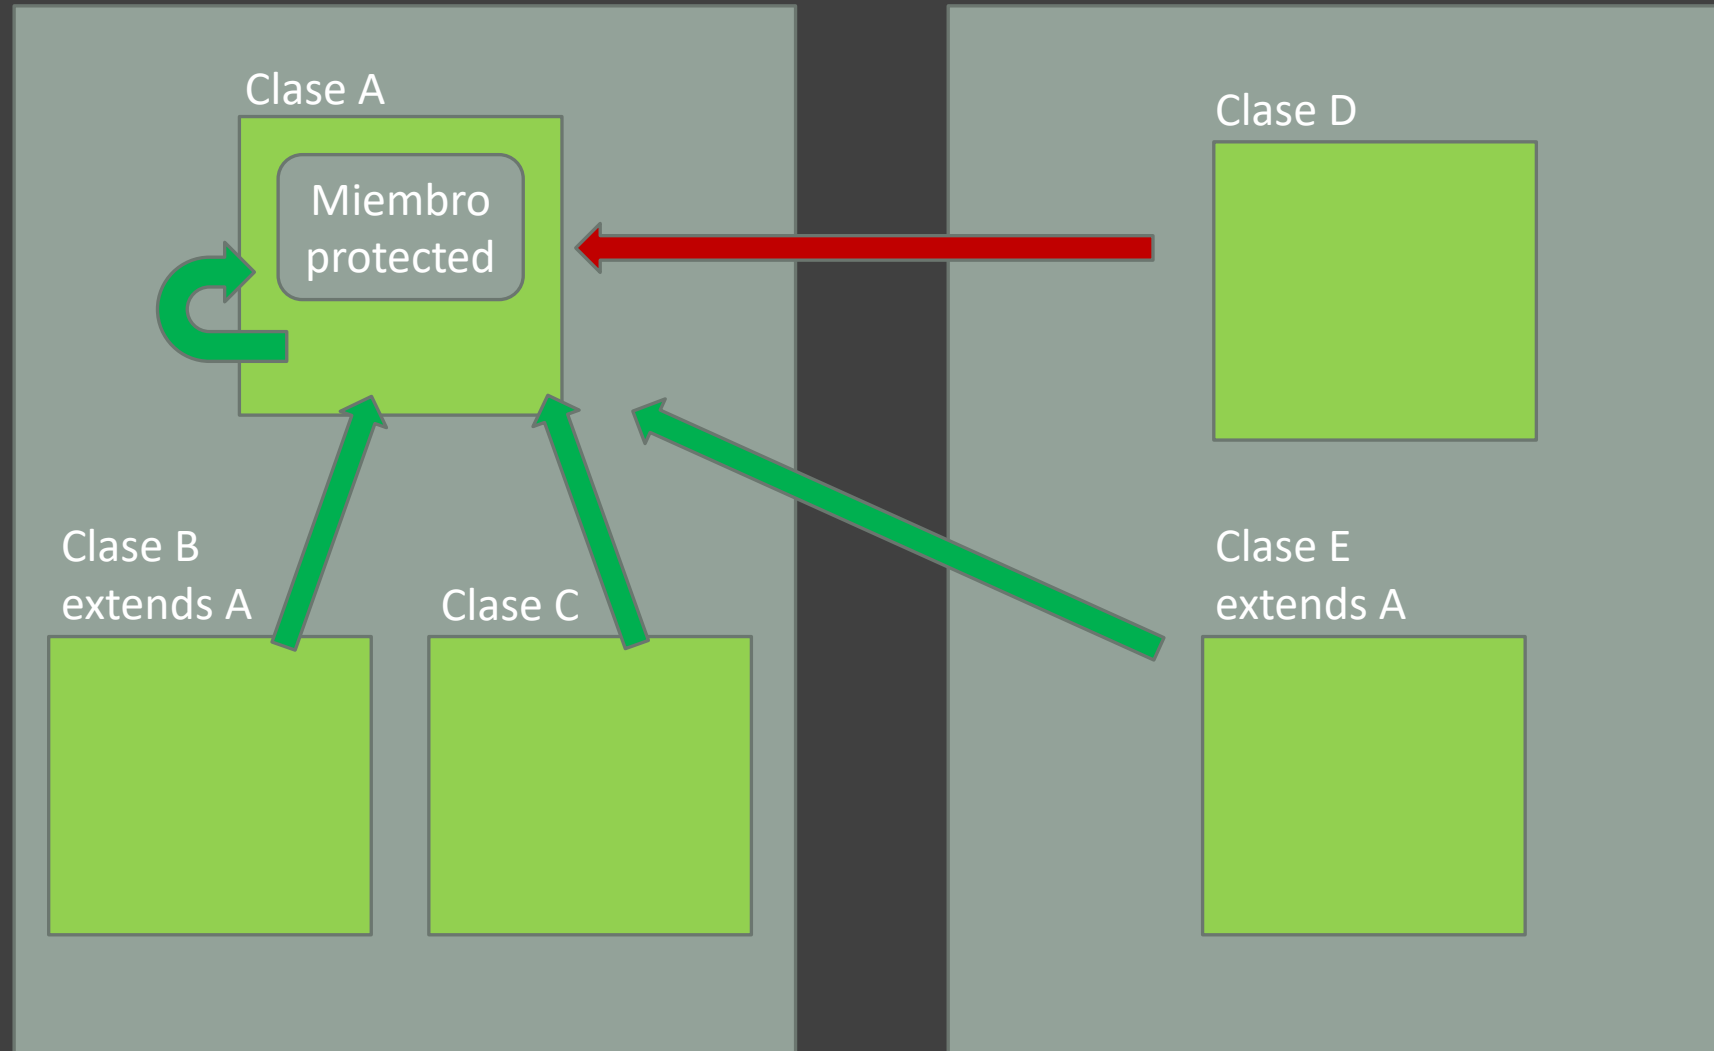 Clase A
Miembro
protected
Clase B
extends A
Clase C
Clase D
Clase E
extends A